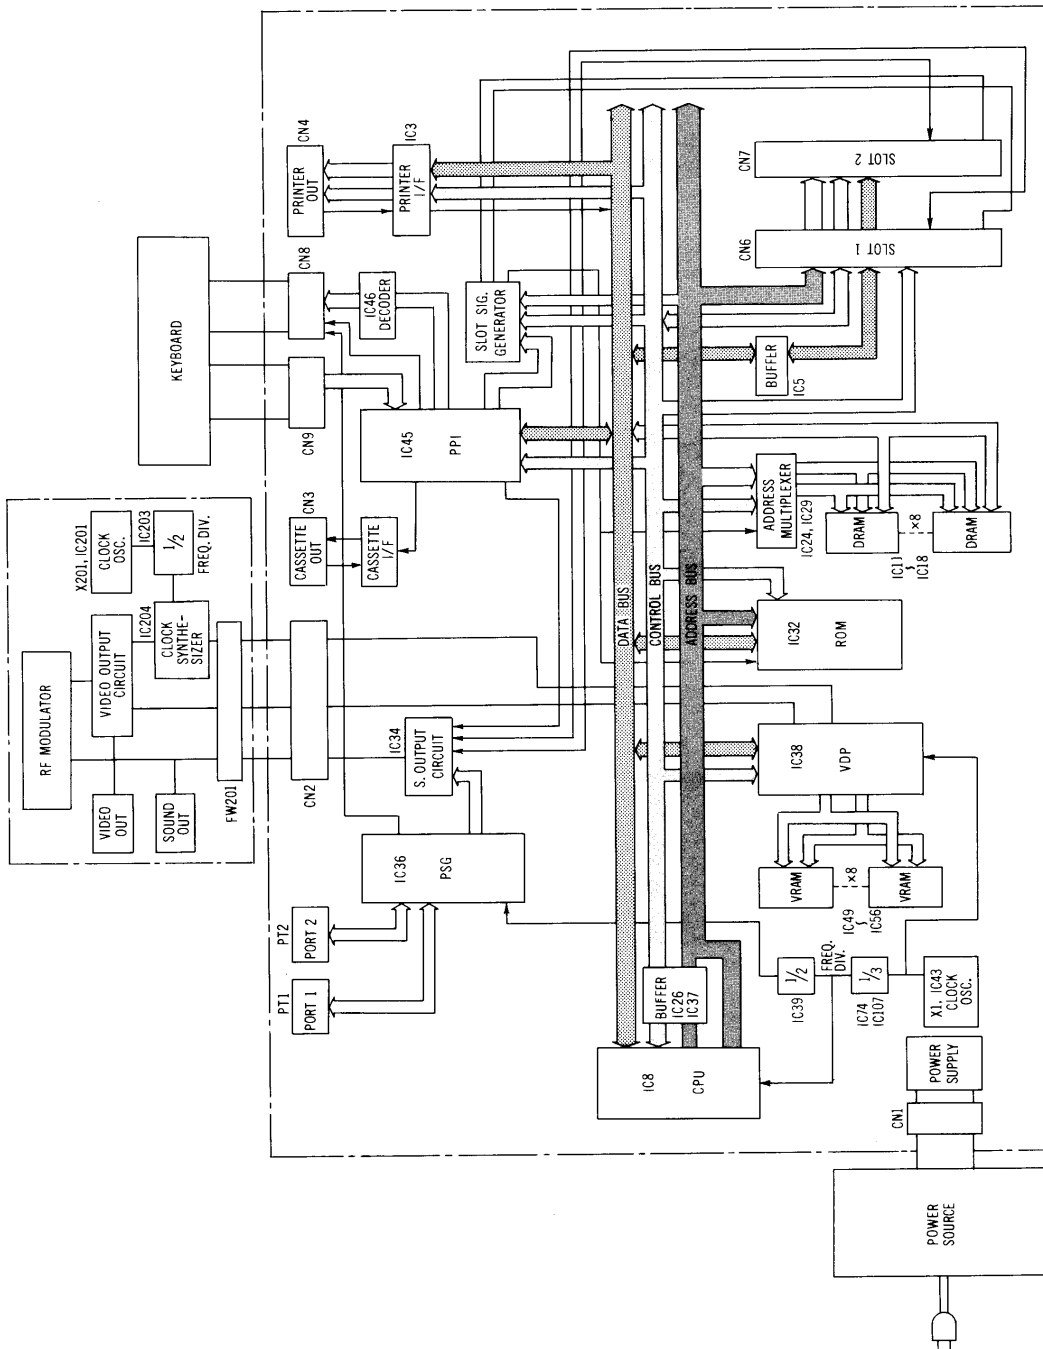 RF MODULATOR
VIDEO OUT
SOUND OUT
VIDEO OUTPUT
CIRCUIT
X201, IC201
CLOCK
OSC.
IC203
1/2
FREQ. DIV.
IC204
CLOCK
SYNTHE-
SIZER
FW201
KEYBOARD
PT1
PORT 1
PT2
PORT 2
CN2
CN3
CASSETTE
OUT
CASSETTE
I/F
CN9
CN8
CN4
PRINTER
OUT
IC3
PRINTER
I/F
IC46
DECODER
IC36
PSG
IC34
S. OUTPUT
CIRCUIT
IC45
PPI
SLOT SIG.
GENERATOR
DATA BUS
CONTROL BUS
ADDRESS BUS
BUFFER
IC26
IC37
IC8
CPU
IC39
1/2
FREQ.
DIV.
IC74
IC107
1/3
X1, IC43
CLOCK
OSC.
IC38
VDP
VRAM
×8
VRAM
IC49
IC56
IC32
ROM
ADDRESS
MULTIPLEXER
IC24, IC29
DRAM
×8
DRAM
IC11
IC18
BUFFER
IC5
CN6
SLOT 1
CN7
SLOT 2
CN1
POWER
SUPPLY
POWER
SOURCE